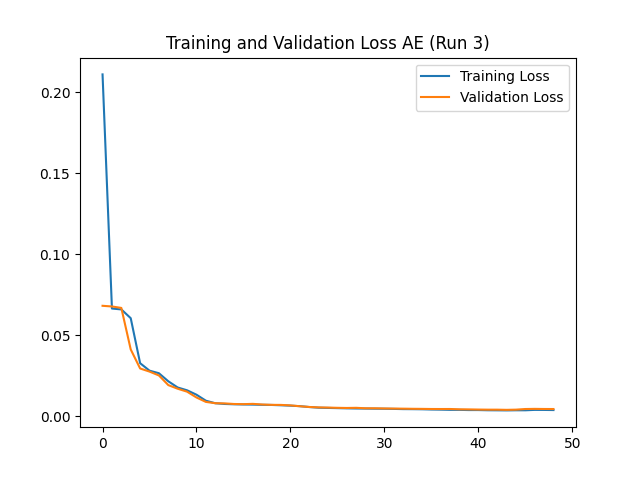 Training and Validation Loss AE (Run 3)
Training Loss
Validation Loss
0.20
0.15
0.10
0.05
0.00
0 10 20 30 40 50